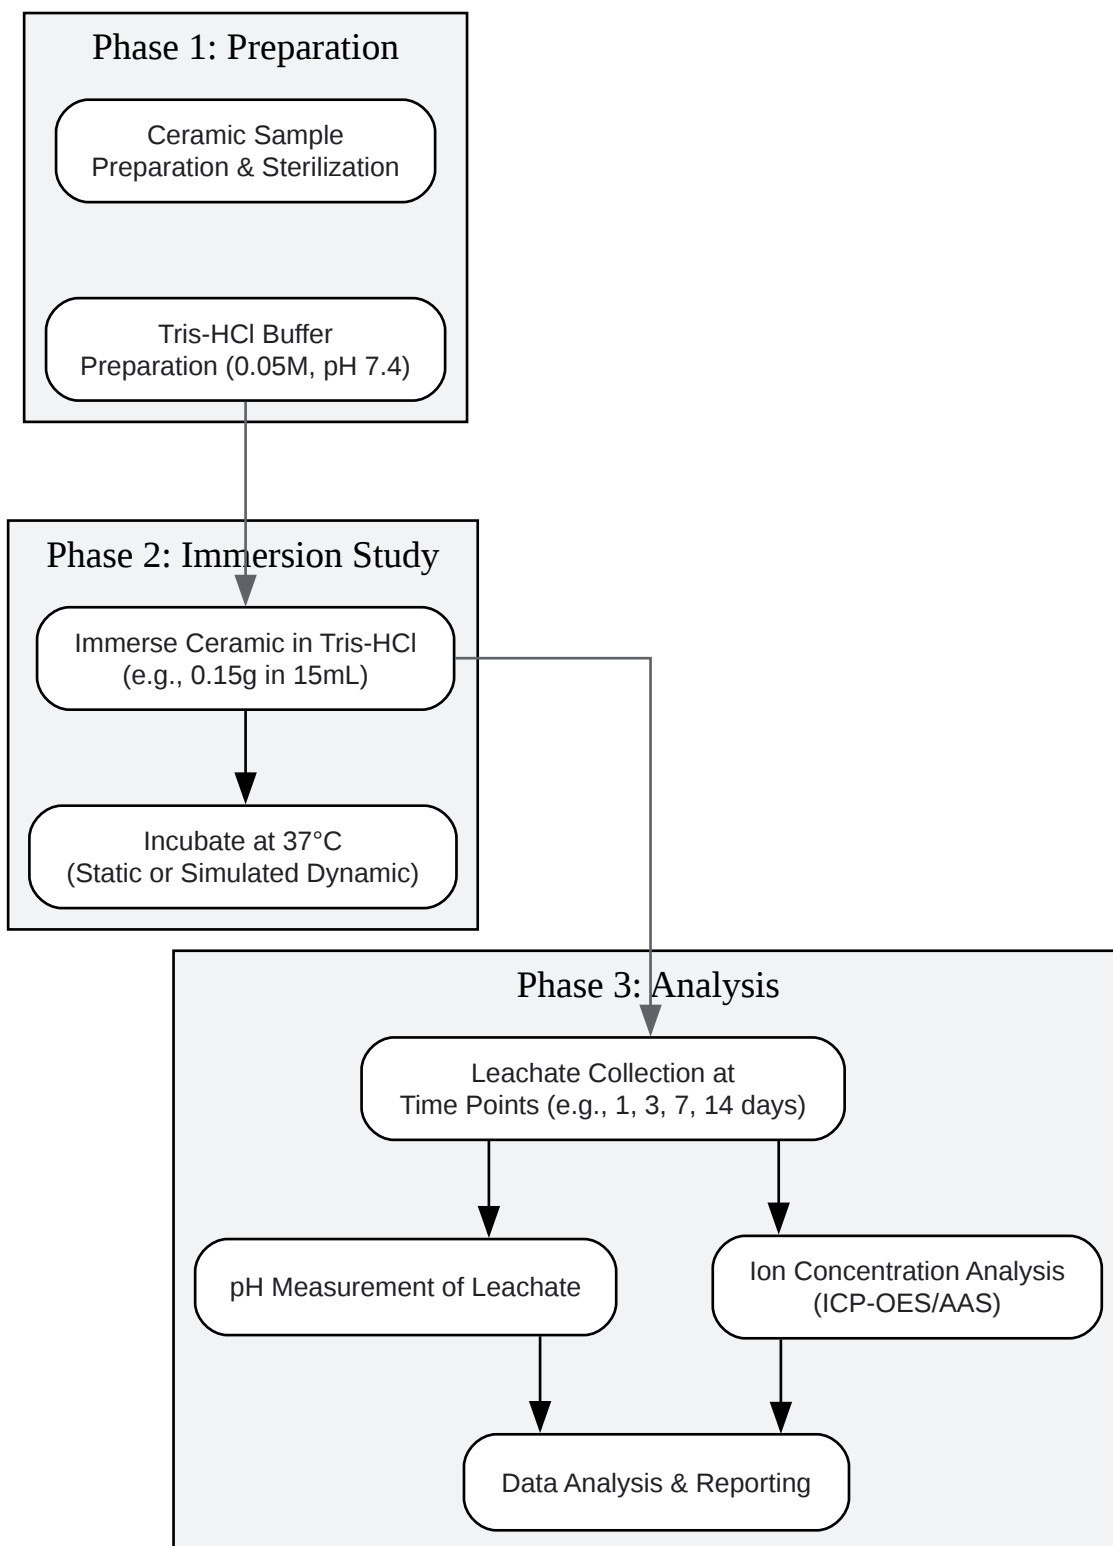 Phase 1: Preparation
Ceramic Sample
Preparation & Sterilization
Tris-HCl Buffer
Preparation (0.05M, pH 7.4)
Phase 2: Immersion Study
Immerse Ceramic in Tris-HCl
(e.g., 0.15g in 15mL)
Incubate at 37°C
(Static or Simulated Dynamic)
Phase 3: Analysis
Leachate Collection at
Time Points (e.g., 1, 3, 7, 14 days)
pH Measurement of Leachate
Ion Concentration Analysis
(ICP-OES/AAS)
Data Analysis & Reporting